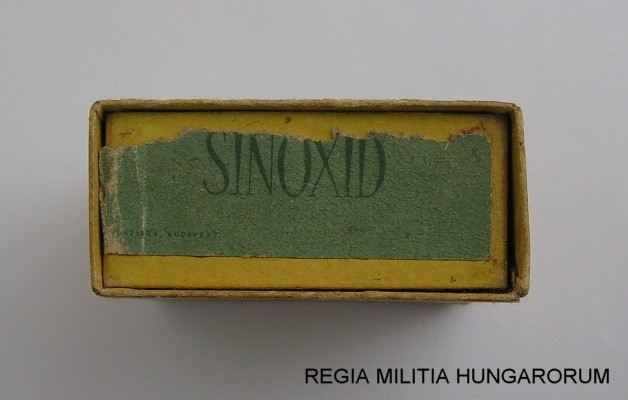 SINOXID
BUDAPEST
REGIA MILITIA HUNGARORUM